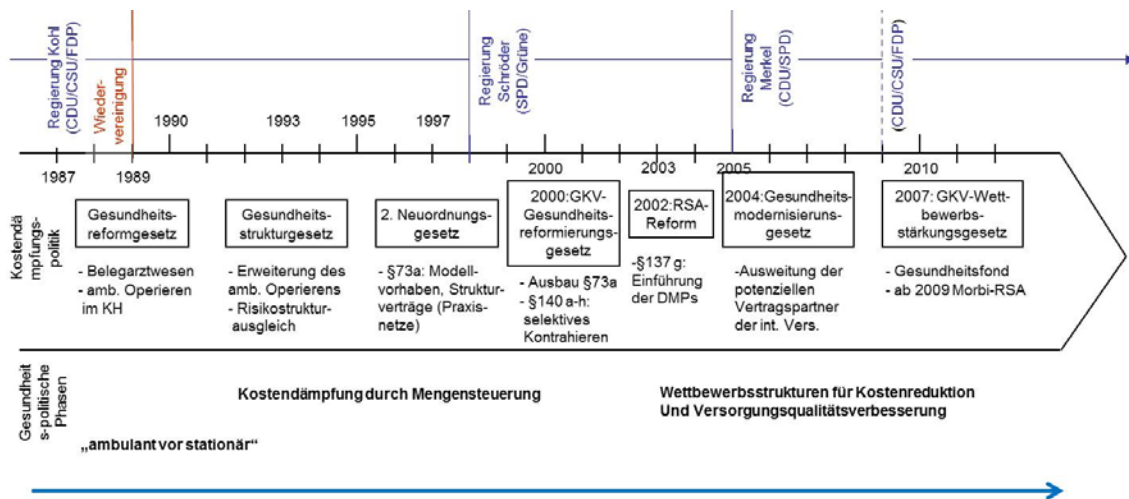 Regierung Kohl
(CDU/CSU/FDP)
Wieder-
vereinigung
Regierung
Schröder
(SPD/Grüne)
Regierung
Merkel
(CDU/SPD)
(CDU/CSU/FDP)
1990
1993
1995
1997
1987
1989
2000
2003
2005
2010
Kostendä
mpfungs-
politik
Gesundheits-
reformgesetz
- Belegarztwesen
- amb. Operieren
im KH
Gesundheits-
strukturgesetz
- Erweiterung des
amb. Operierens
- Risikostruktur-
ausgleich
2. Neuordnungs-
gesetz
- §73a: Modell-
vorhaben, Struktur-
verträge (Praxis-
netze)
2000:GKV-
Gesundheits-
reformierungs-
gesetz
- Ausbau §73a
- §140 a-h:
selektives
Kontrahieren
2002:RSA-
Reform
-§137 g:
Einführung
der DMPs
2004:Gesundheits
modernisieruns-
gesetz
-Ausweitung der
potenziellen
Vertragspartner
der int. Vers.
2007: GKV-Wett-
bewerbs-
stärkungsgesetz
- Gesundheitsfond
- ab 2009 Morbi-RSA
Gesundheit
s-politische
Phasen
Kostendämpfung durch Mengensteuerung
Wettbewerbsstrukturen für Kostenreduktion
Und Versorgungsqualitätsverbesserung
„ambulant vor stationär“